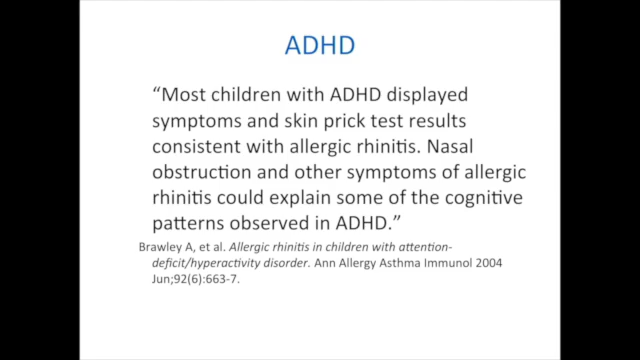 ADHD
“Most children with ADHD displayed
symptoms and skin prick test results
consistent with allergic rhinitis. Nasal
obstruction and other symptoms of allergic
rhinitis could explain some of the cognitive
patterns observed in ADHD.”
Brawley A, et al. Allergic rhinitis in children with attention-
deficit/hyperactivity disorder. Ann Allergy Asthma Immunol 2004
Jun;92(6):663-7.